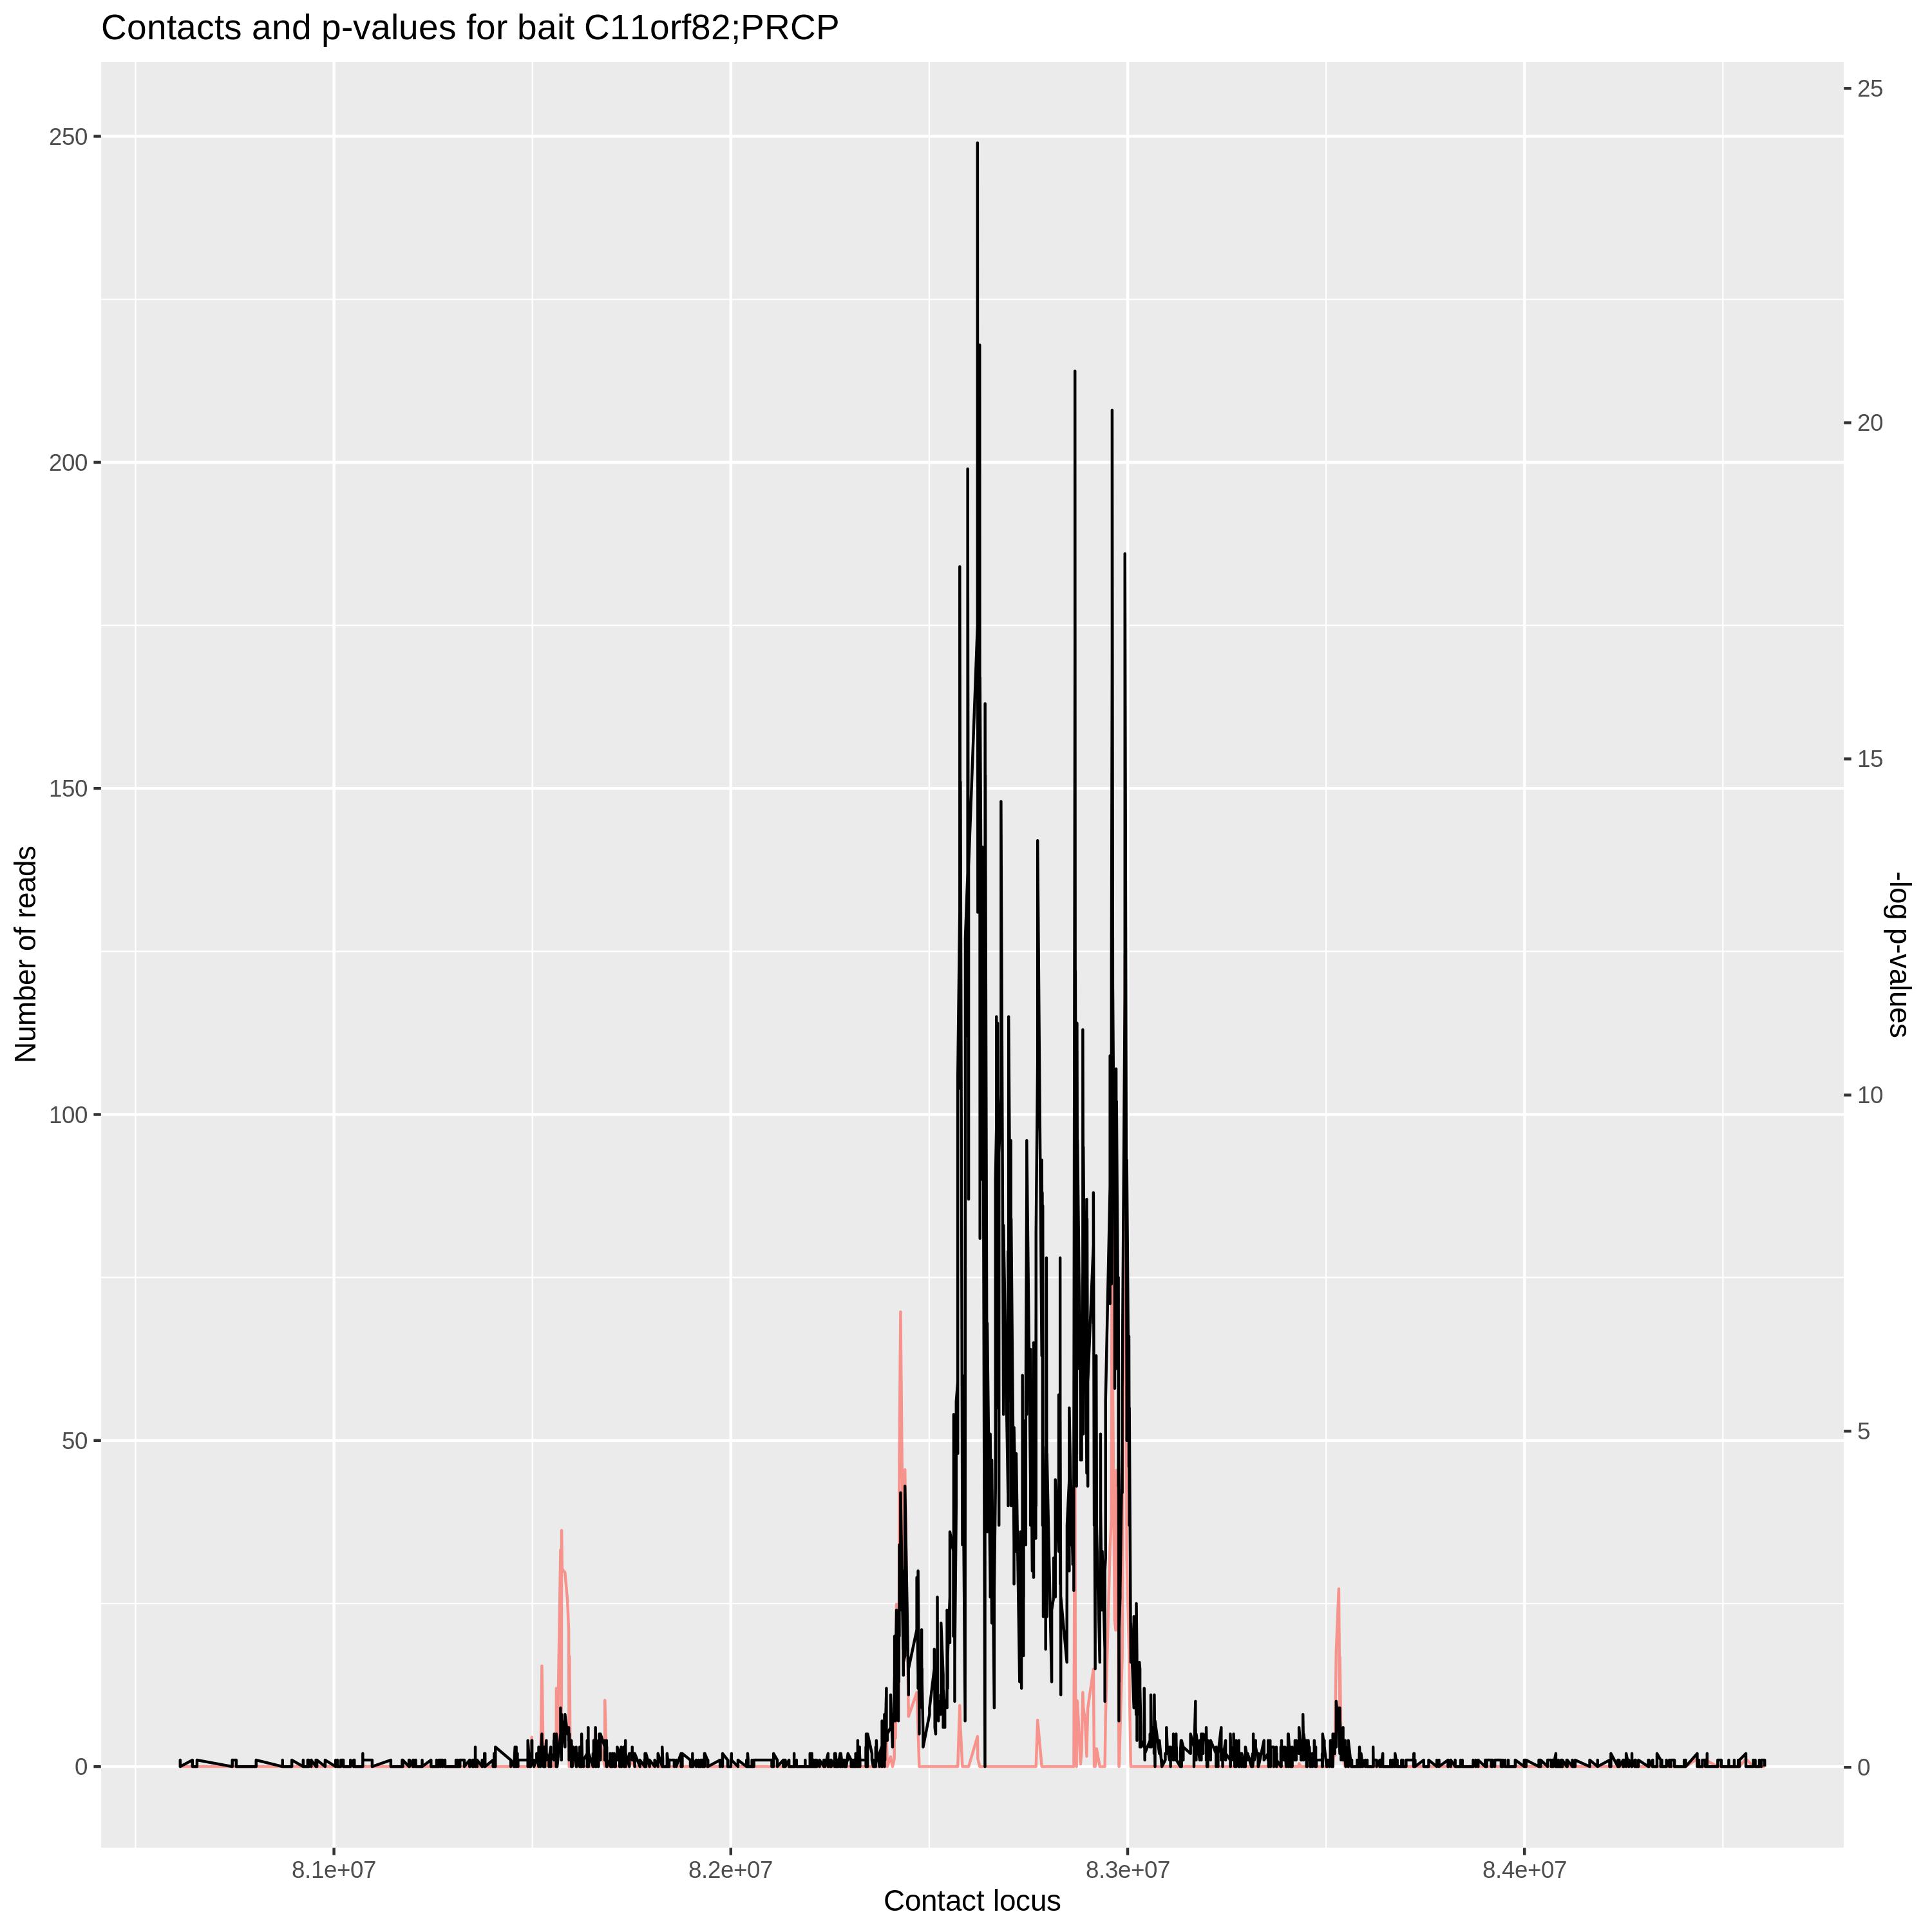 Contacts and p-values for bait C11orf82;PRCP
250
200
150
100
50
0
Number of reads
25
20
15
10
5
0
-log p-values
8.1e+07
8.2e+07
8.3e+07
8.4e+07
Contact locus